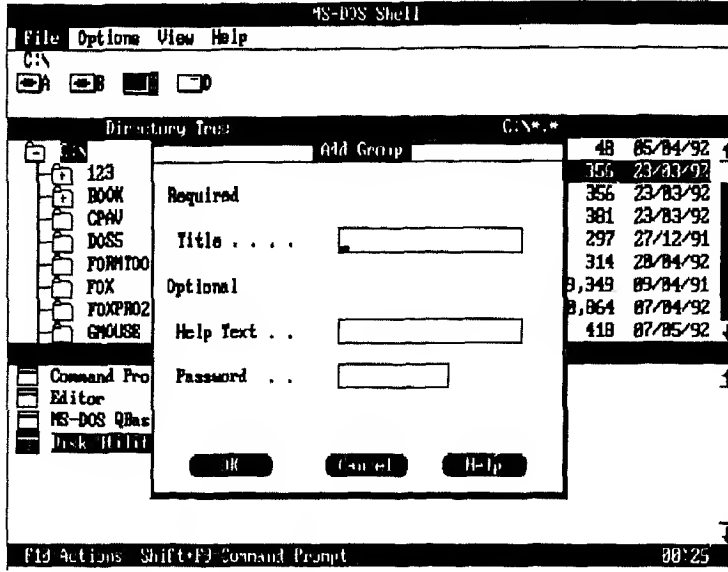 MS-DOS Shell
File Options View Help
C:\
A B D
Directory Tree C:\*.*
Add Group
C:\
123
BOOK
CPAV
DOS5
FORMTOO
FOX
FOXPRO2
GMOUSE
48 05/04/92
356 23/03/92
356 23/03/92
381 23/03/92
297 27/12/91
314 28/04/92
,349 09/04/91
,864 07/04/92
418 07/05/92
Required
Title . . . .
Optional
Help Text . .
Password . .
OK Cancel Help
Command Pro
Editor
MS-DOS QBas
Disk Utilit
F10=Actions Shift+F9=Command Prompt 00:25